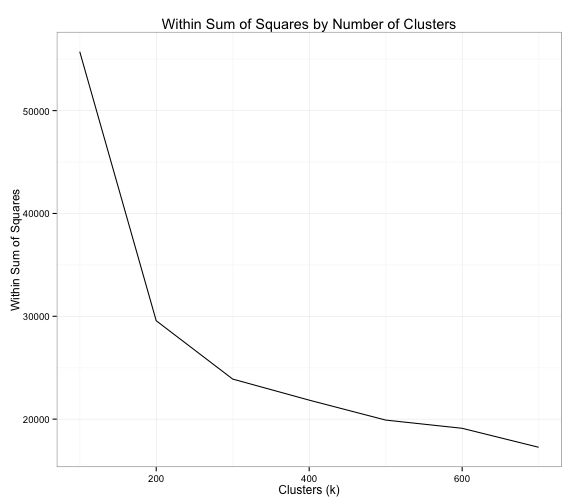 Within Sum of Squares by Number of Clusters
50000
40000
30000
20000
Within Sum of Squares
200
400
600
Clusters (k)